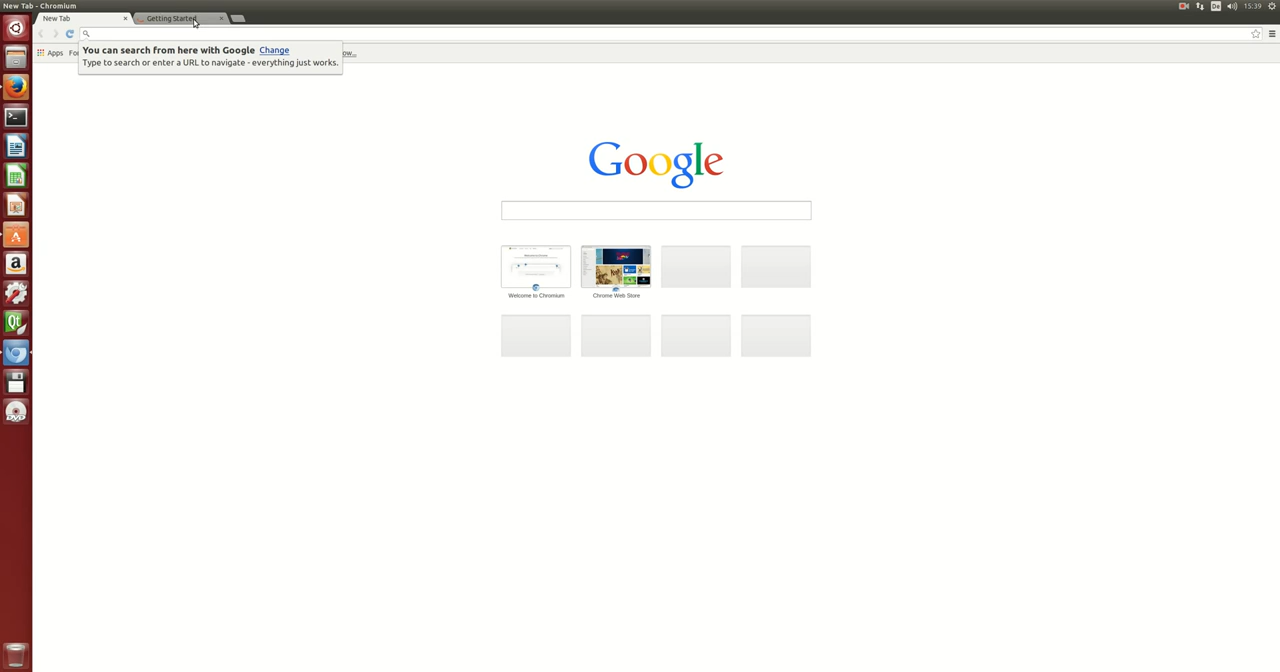 New Tab - Chromium
De
15:39
New Tab
Getting Started
Apps
You can search from here with Google Change
Type to search or enter a URL to navigate - everything just works.
Google
Welcome to Chromium
Chrome Web Store